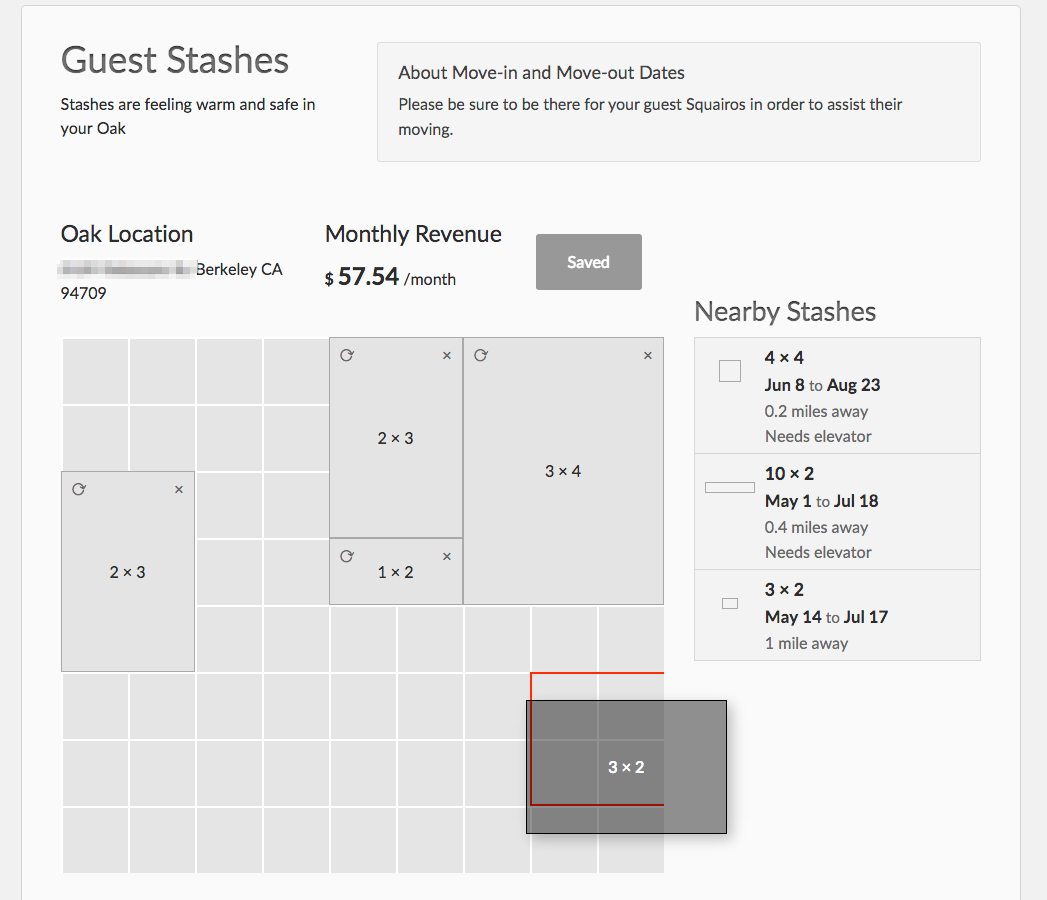 Guest Stashes
Stashes are feeling warm and safe in
your Oak
About Move-in and Move-out Dates
Please be sure to be there for your guest Squairos in order to assist their
moving.
Oak Location
Berkeley CA
94709
Monthly Revenue
$ 57.54 /month
Saved
Nearby Stashes
4 × 4
Jun 8 to Aug 23
0.2 miles away
Needs elevator
10 × 2
May 1 to Jul 18
0.4 miles away
Needs elevator
3 × 2
May 14 to Jul 17
1 mile away
2 × 3
3 × 4
2 × 3
1 × 2
3 × 2